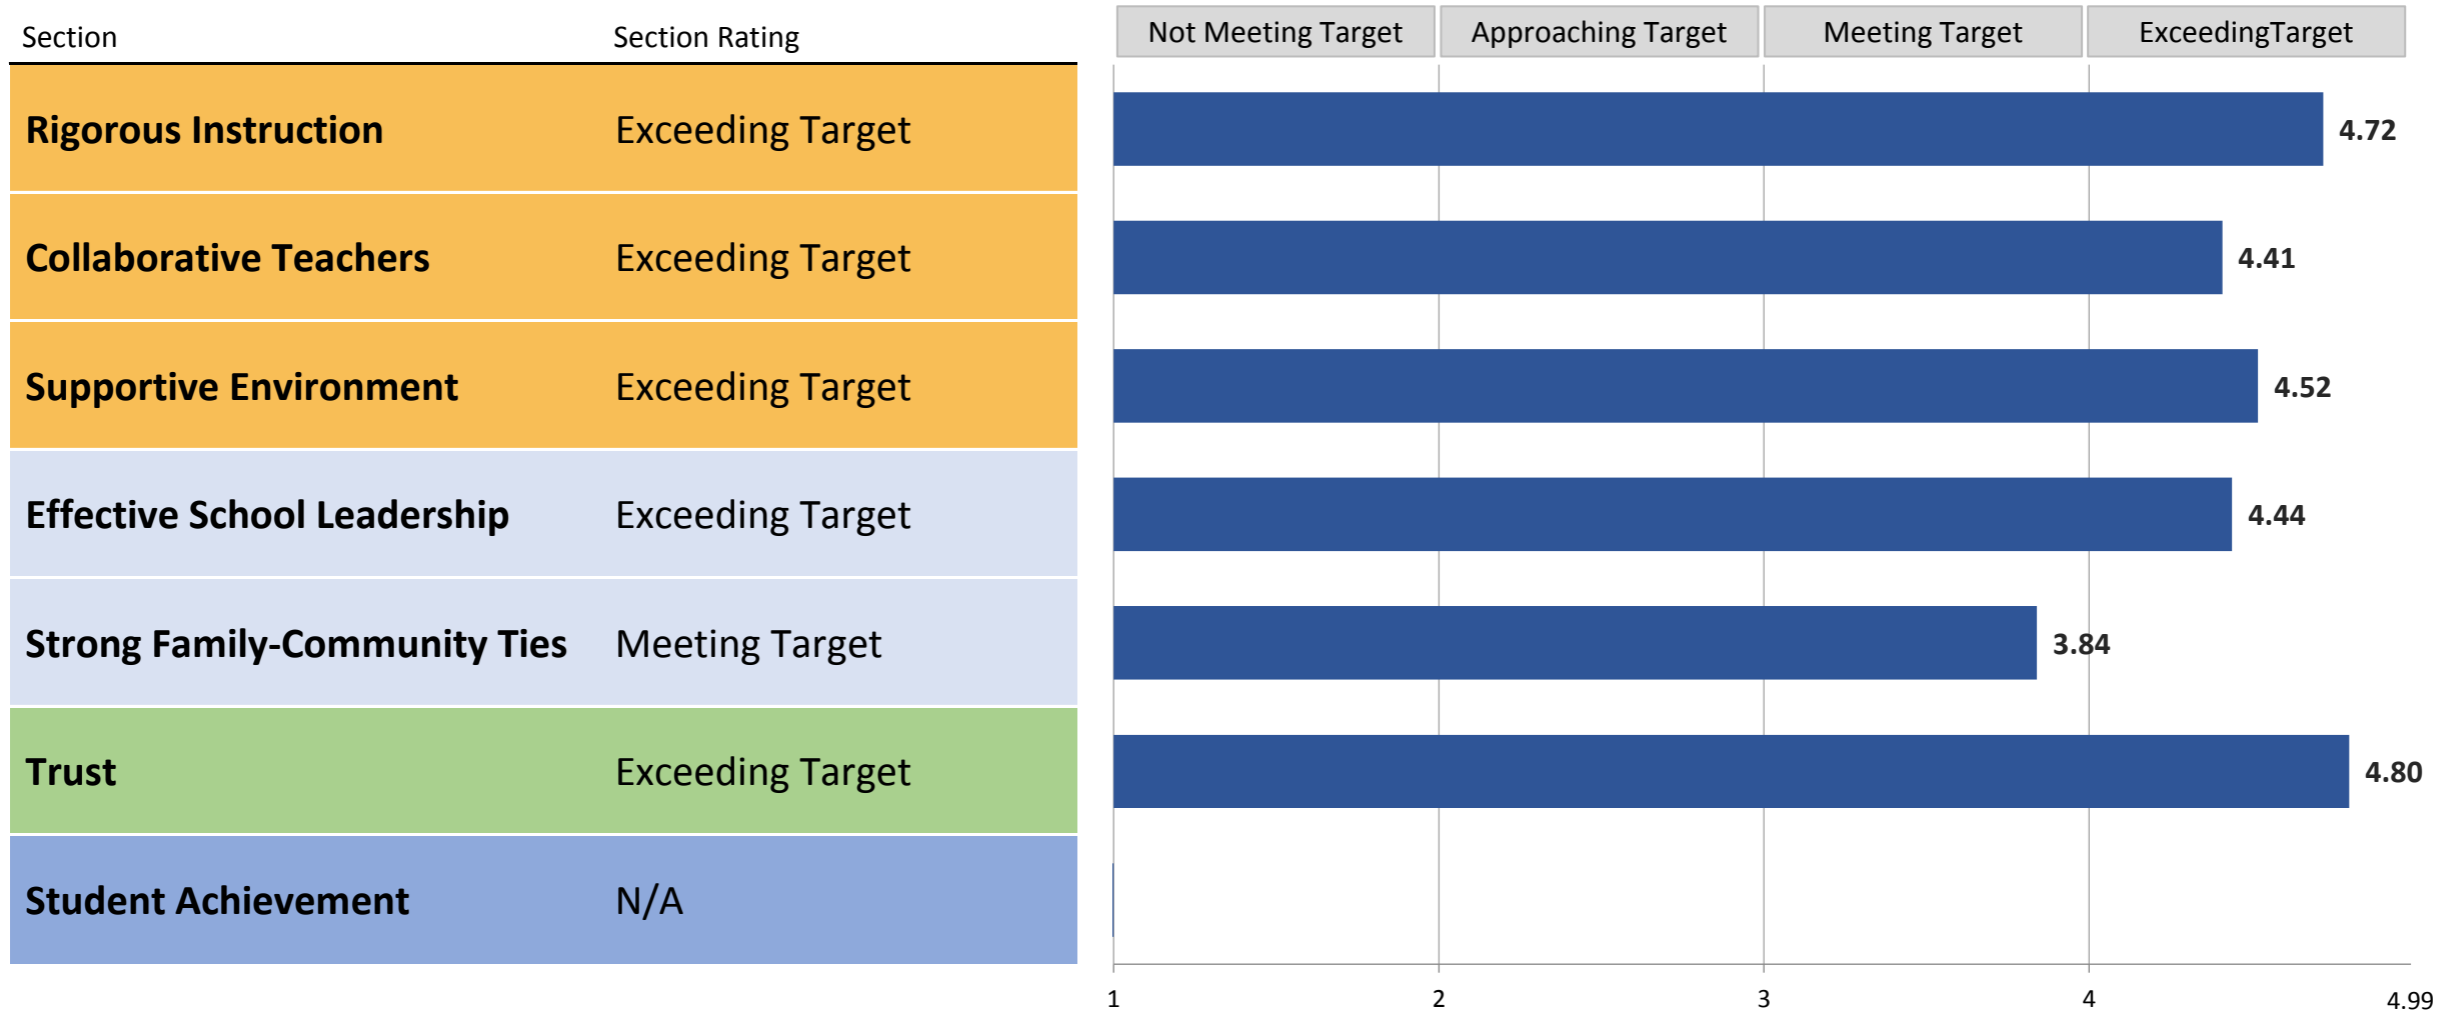 Section Section Rating Not Meeting Target Approaching Target Meeting Target ExceedingTarget
Rigorous Instruction Exceeding Target 4.72
Collaborative Teachers Exceeding Target 4.41
Supportive Environment Exceeding Target 4.52
Effective School Leadership Exceeding Target 4.44
Strong Family-Community Ties Meeting Target 3.84
Trust Exceeding Target 4.80
Student Achievement N/A
1 2 3 4 4.99